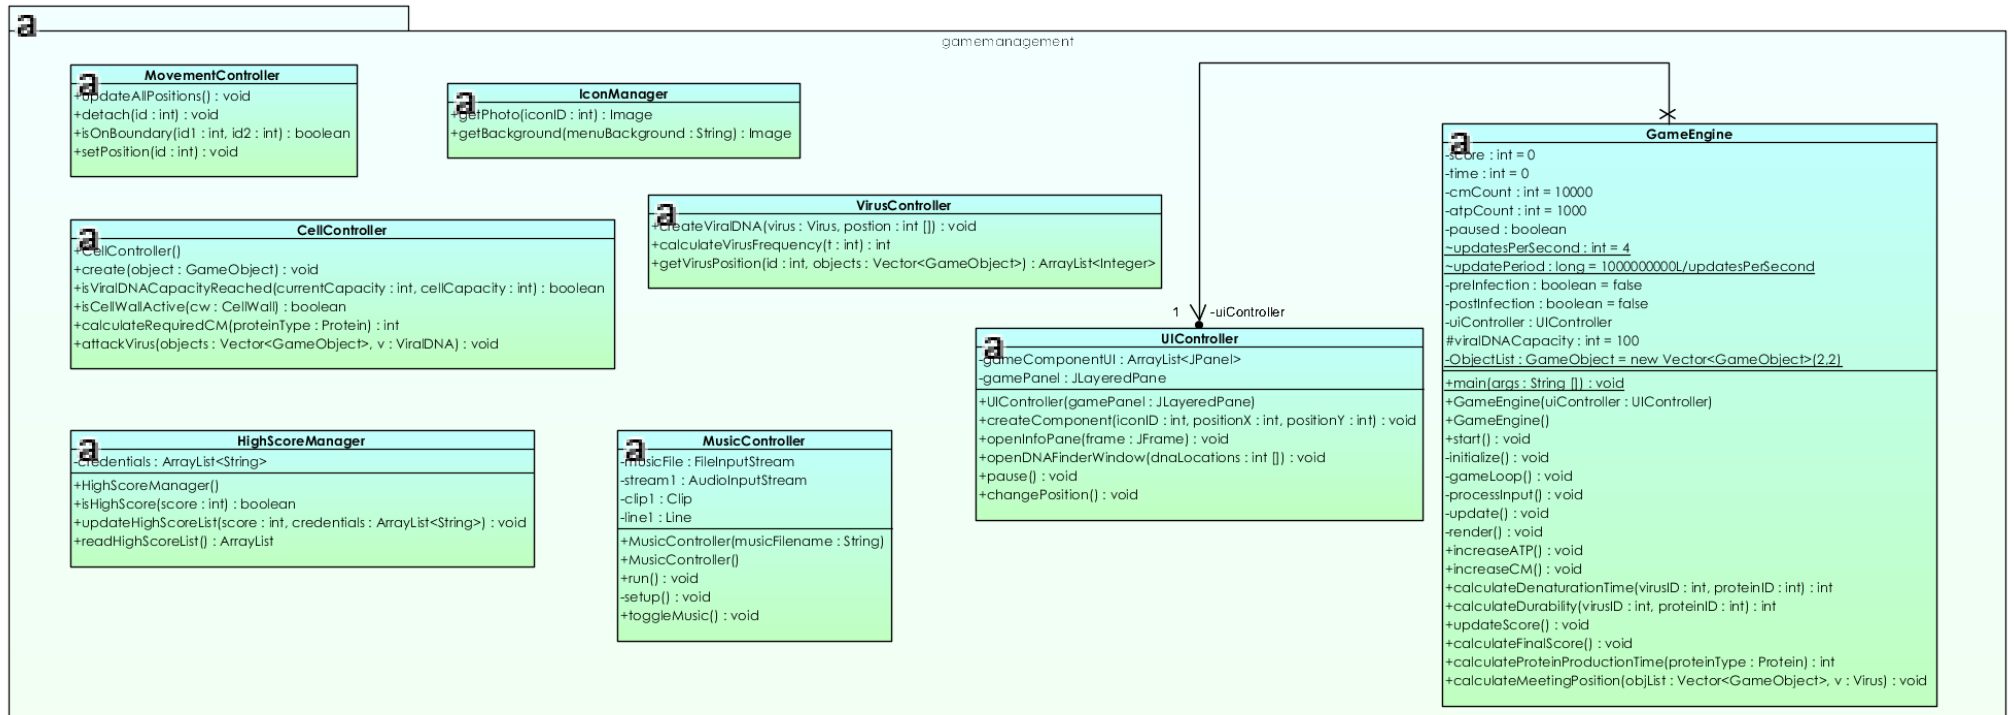 a
gamemanagement
a
MovementController
+updateAllPositions() : void
+detach(id : int) : void
+isOnBoundary(id1 : int, id2 : int) : boolean
+setPosition(id : int) : void
a
IconManager
+getPhoto(iconID : int) : Image
+getBackground(menuBackground : String) : Image
a
VirusController
+createViralDNA(virus : Virus, postion : int []) : void
+calculateVirusFrequency(t : int) : int
+getVirusPosition(id : int, objects : Vector<GameObject>) : ArrayList<Integer>
a
CellController
+CellController()
+create(object : GameObject) : void
+isViralDNACapacityReached(currentCapacity : int, cellCapacity : int) : boolean
+isCellWallActive(cw : CellWall) : boolean
+calculateRequiredCM(proteinType : Protein) : int
+attackVirus(objects : Vector<GameObject>, v : ViralDNA) : void
a
HighScoreManager
-credentials : ArrayList<String>
+HighScoreManager()
+isHighScore(score : int) : boolean
+updateHighScoreList(score : int, credentials : ArrayList<String>) : void
+readHighScoreList() : ArrayList
a
MusicController
-musicFile : FileInputStream
-stream1 : AudioInputStream
-clip1 : Clip
-line1 : Line
+MusicController(musicFilename : String)
+MusicController()
+run() : void
-setup() : void
+toggleMusic() : void
1 -uiController
a
UIController
-gameComponentUI : ArrayList<JPanel>
-gamePanel : JLayeredPane
+UIController(gamePanel : JLayeredPane)
+createComponent(iconID : int, positionX : int, positionY : int) : void
+openInfoPane(frame : JFrame) : void
+openDNAFinderWindow(dnaLocations : int []) : void
+pause() : void
+changePosition() : void
a
GameEngine
-score : int = 0
-time : int = 0
-cmCount : int = 10000
-atpCount : int = 1000
-paused : boolean
~updatesPerSecond : int = 4
~updatePeriod : long = 1000000000L/updatesPerSecond
-preInfection : boolean = false
-postInfection : boolean = false
-uiController : UIController
#viralDNACapacity : int = 100
-ObjectList : GameObject = new Vector<GameObject>(2,2)
+main(args : String []) : void
+GameEngine(uiController : UIController)
+GameEngine()
+start() : void
-initialize() : void
-gameLoop() : void
-processInput() : void
-update() : void
-render() : void
+increaseATP() : void
+increaseCM() : void
+calculateDenaturationTime(virusID : int, proteinID : int) : int
+calculateDurability(virusID : int, proteinID : int) : int
+updateScore() : void
+calculateFinalScore() : void
+calculateProteinProductionTime(proteinType : Protein) : int
+calculateMeetingPosition(objList : Vector<GameObject>, v : Virus) : void